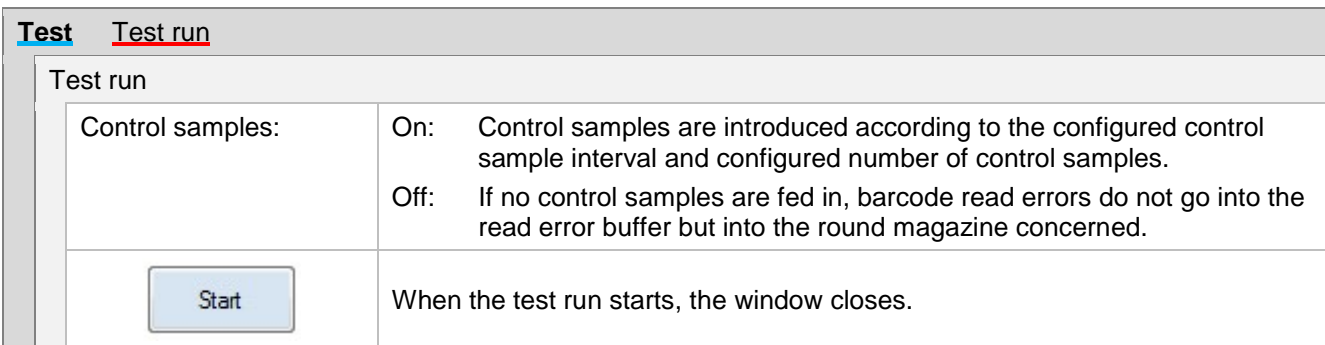 Test Test run
Test run
Control samples: On: Control samples are introduced according to the configured control
sample interval and configured number of control samples.
Off: If no control samples are fed in, barcode read errors do not go into the
read error buffer but into the round magazine concerned.
Start When the test run starts, the window closes.